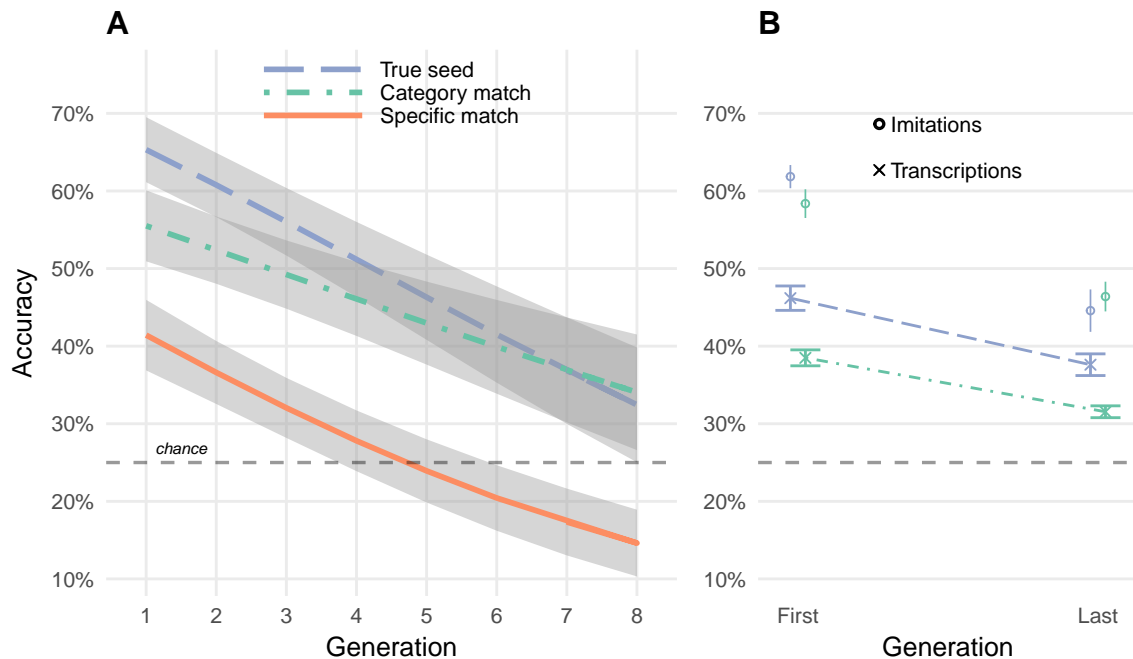 A
True seed
Category match
Specific match
70%
60%
50%
40%
30%
20%
10%
Accuracy
chance
1 2 3 4 5 6 7 8
Generation
B
Imitations
Transcriptions
70%
60%
50%
40%
30%
20%
10%
First Last
Generation